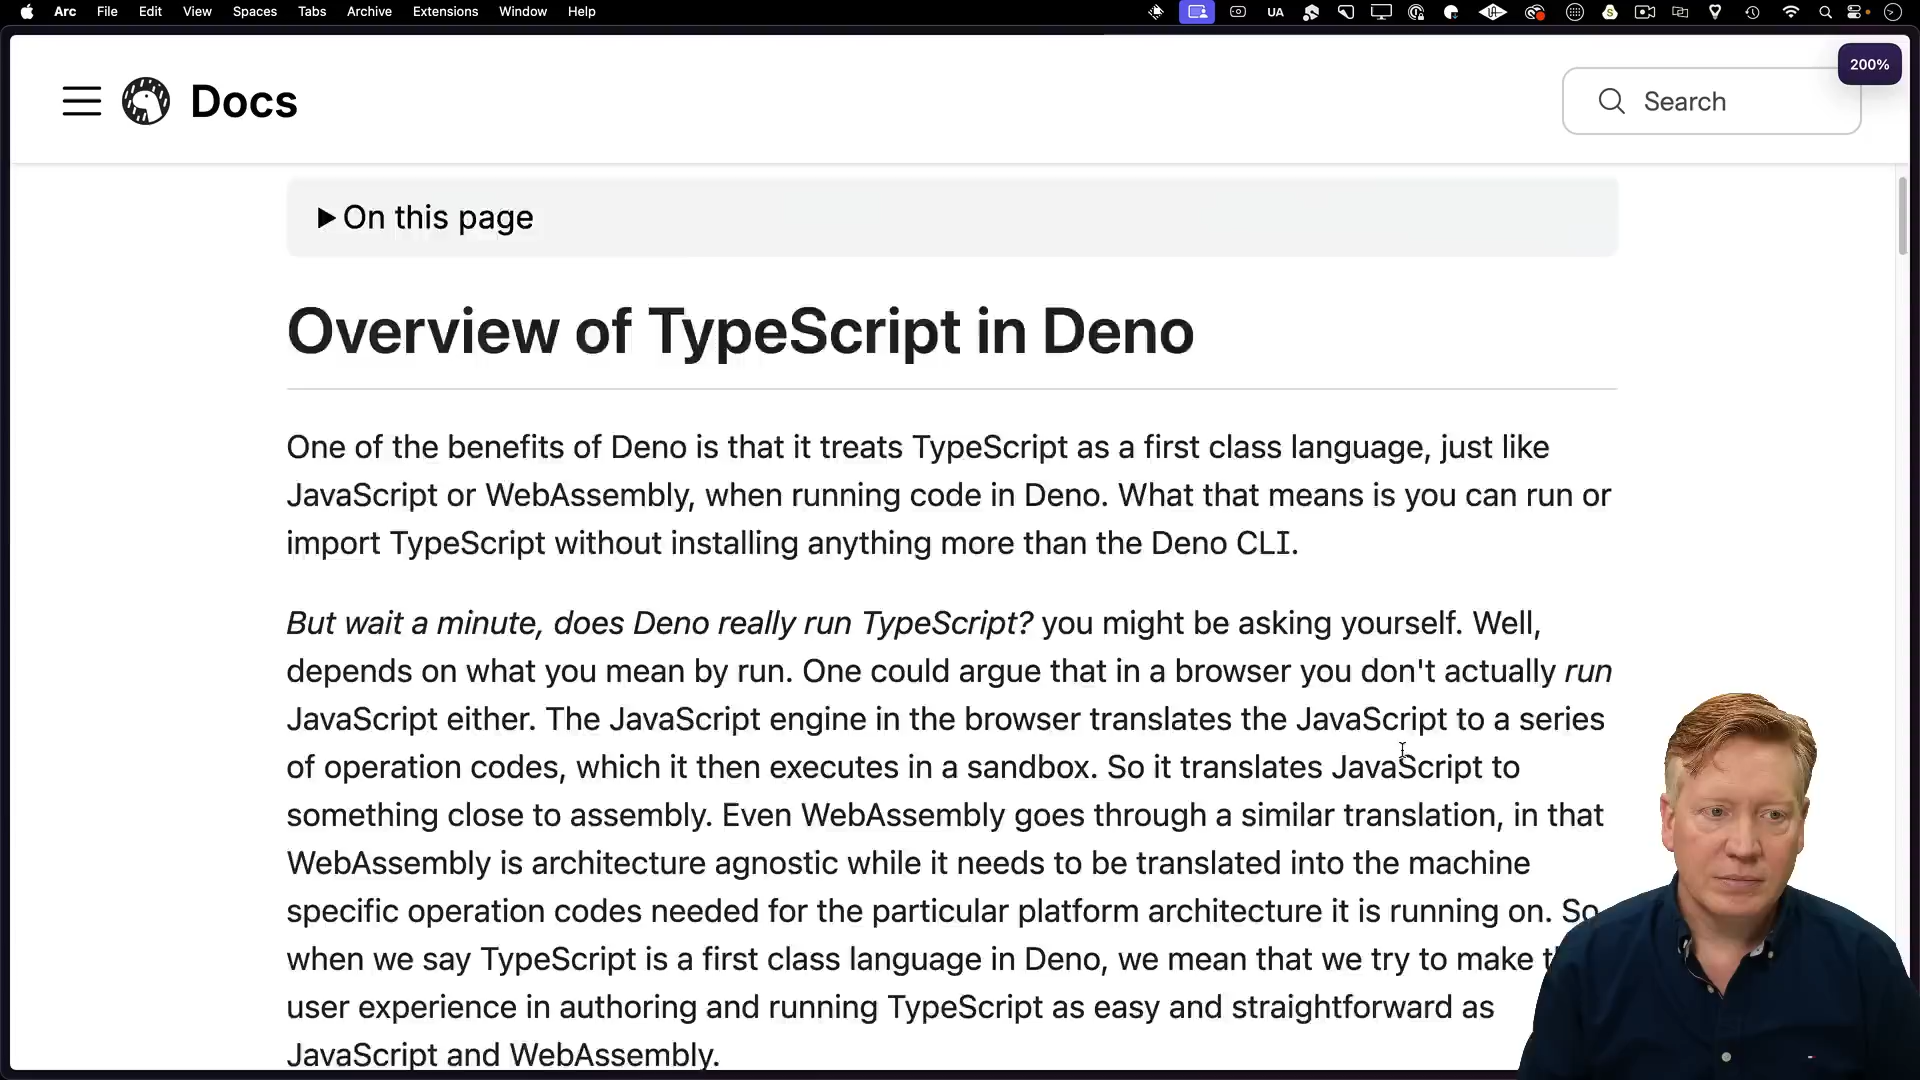 Arc File Edit View Spaces Tabs Archive Extensions Window Help UA
200%
Docs
Search
On this page
Overview of TypeScript in Deno
One of the benefits of Deno is that it treats TypeScript as a first class language, just like
JavaScript or WebAssembly, when running code in Deno. What that means is you can run or
import TypeScript without installing anything more than the Deno CLI.
But wait a minute, does Deno really run TypeScript? you might be asking yourself. Well,
depends on what you mean by run. One could argue that in a browser you don't actually run
JavaScript either. The JavaScript engine in the browser translates the JavaScript to a series
of operation codes, which it then executes in a sandbox. So it translates JavaScript to
something close to assembly. Even WebAssembly goes through a similar translation, in that
WebAssembly is architecture agnostic while it needs to be translated into the machine
specific operation codes needed for the particular platform architecture it is running on. So
when we say TypeScript is a first class language in Deno, we mean that we try to make
user experience in authoring and running TypeScript as easy and straightforward as
JavaScript and WebAssembly.